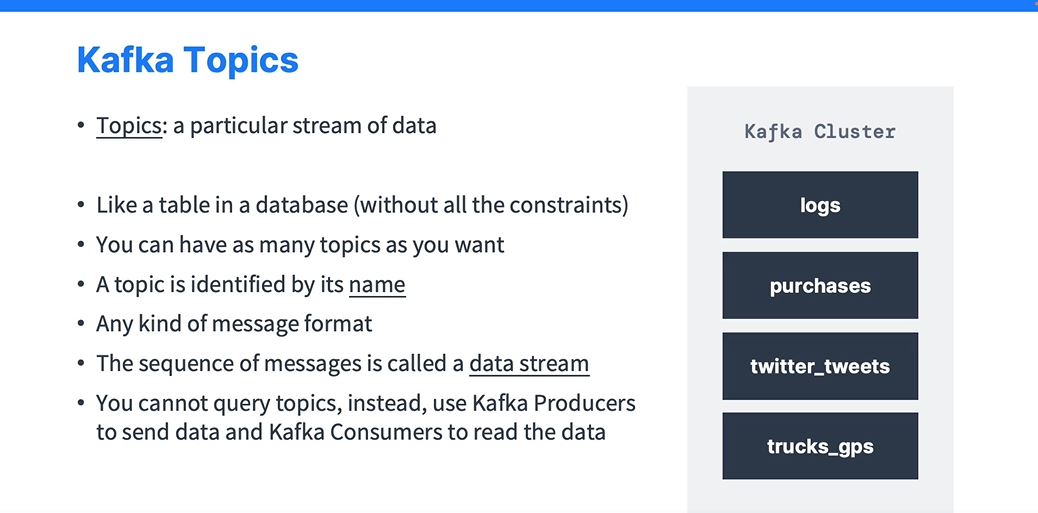 Kafka Topics
• Topics: a particular stream of data
• Like a table in a database (without all the constraints)
• You can have as many topics as you want
• A topic is identified by its name
• Any kind of message format
• The sequence of messages is called a data stream
• You cannot query topics, instead, use Kafka Producers
to send data and Kafka Consumers to read the data
Kafka Cluster
logs
purchases
twitter_tweets
trucks_gps